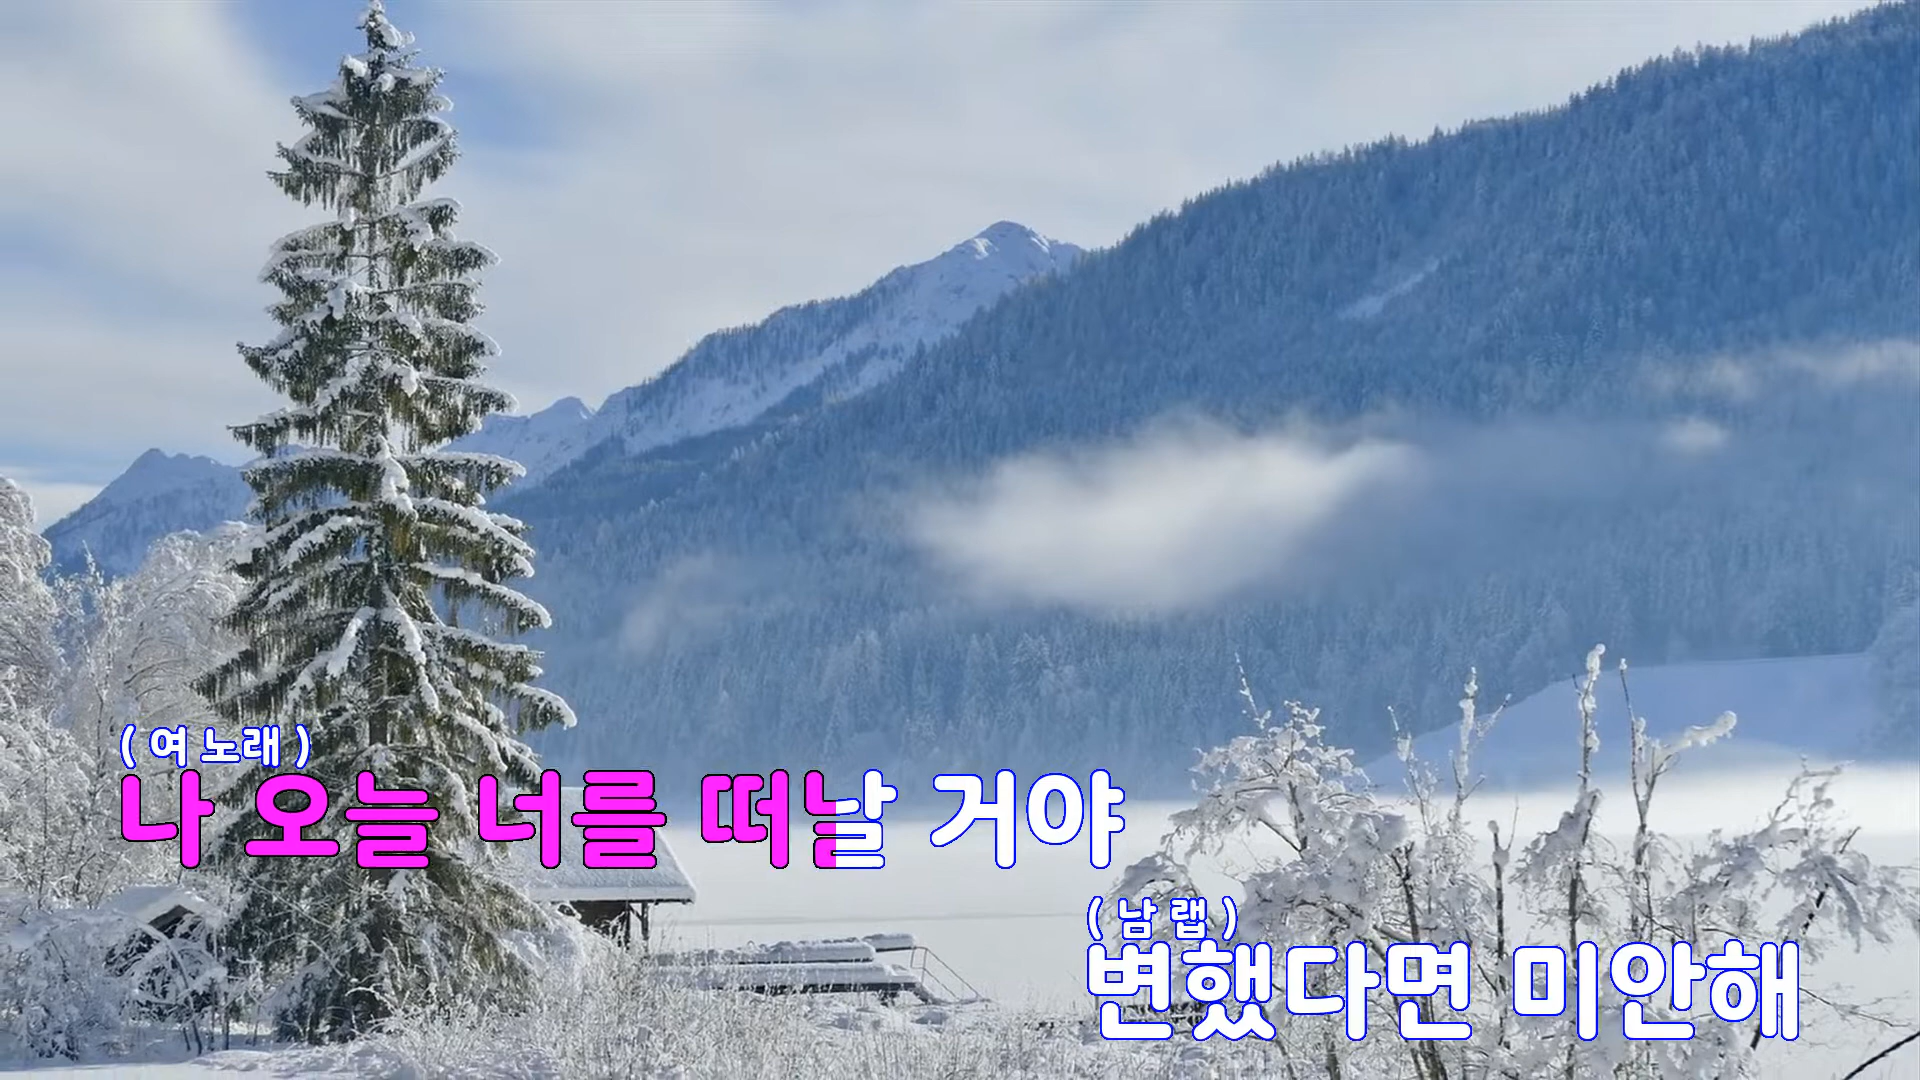 ( 여 노래 )
나 오늘 너를 떠날 거야
( 남 랩 )
변했다면 미안해